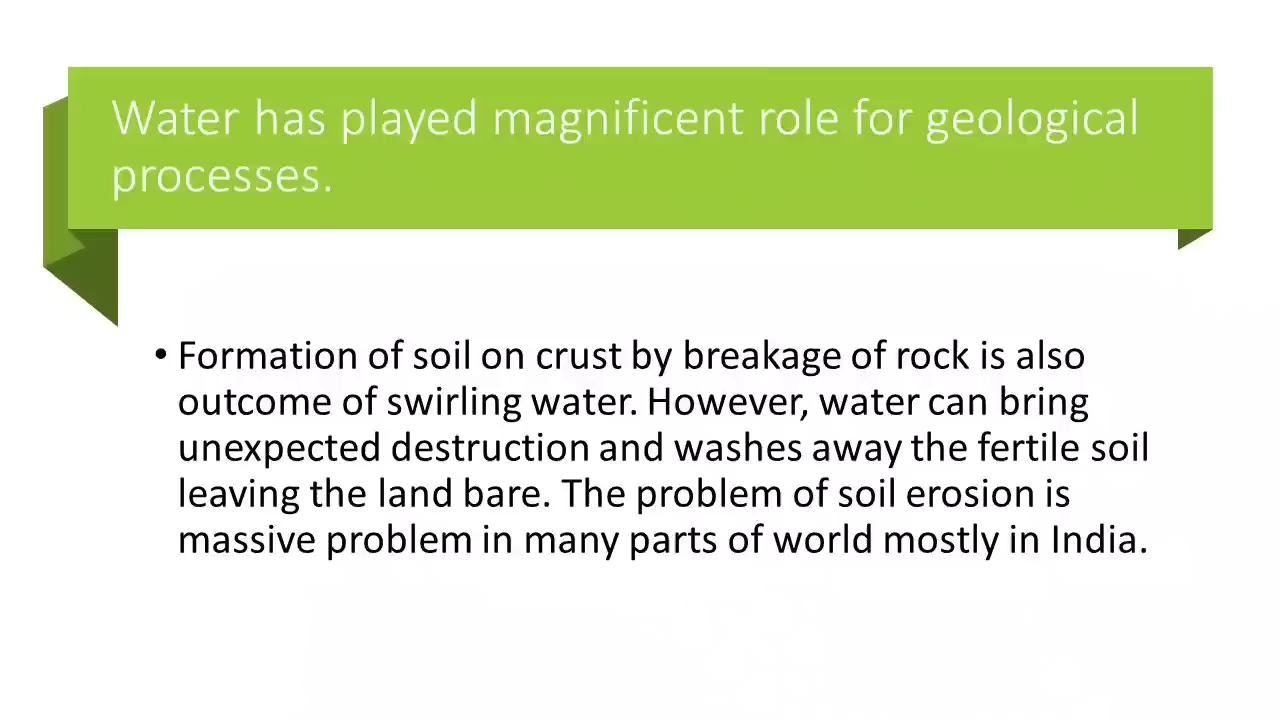 Water has played magnificent role for geological
processes.
• Formation of soil on crust by breakage of rock is also
outcome of swirling water. However, water can bring
unexpected destruction and washes away the fertile soil
leaving the land bare. The problem of soil erosion is
massive problem in many parts of world mostly in India.